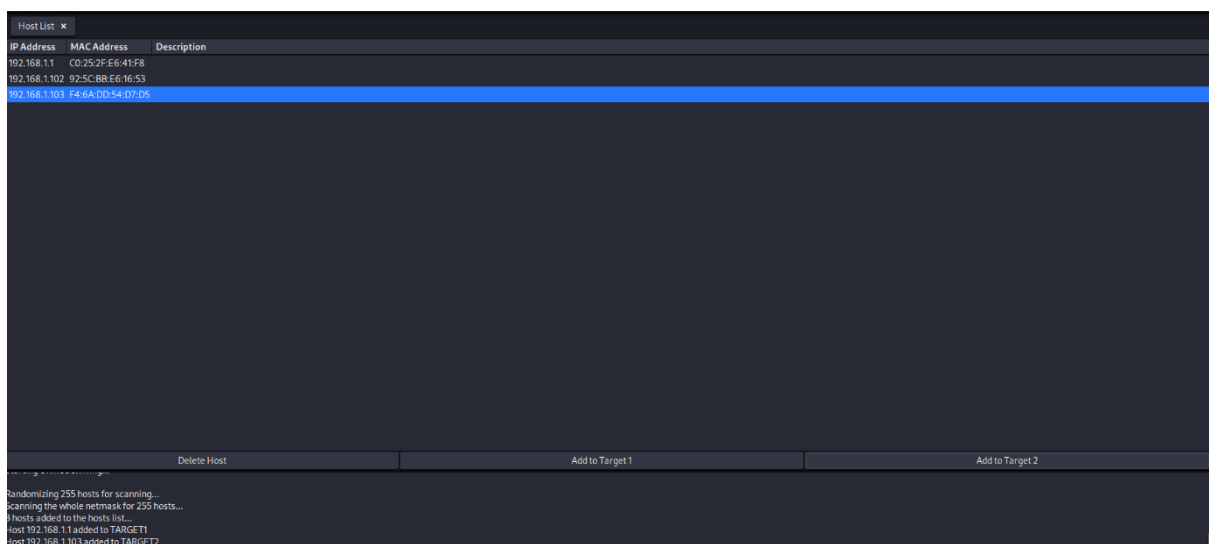 Host List ×
IP Address MAC Address Description
192.168.1.1 C0:25:2F:E6:41:F8
192.168.1.102 92:5C:BB:E6:16:53
192.168.1.103 F4:6A:DD:54:D7:D5
Delete Host Add to Target 1 Add to Target 2
Randomizing 255 hosts for scanning...
Scanning the whole netmask for 255 hosts...
3 hosts added to the hosts list...
Host 192.168.1.1 added to TARGET1
Host 192.168.1.103 added to TARGET2